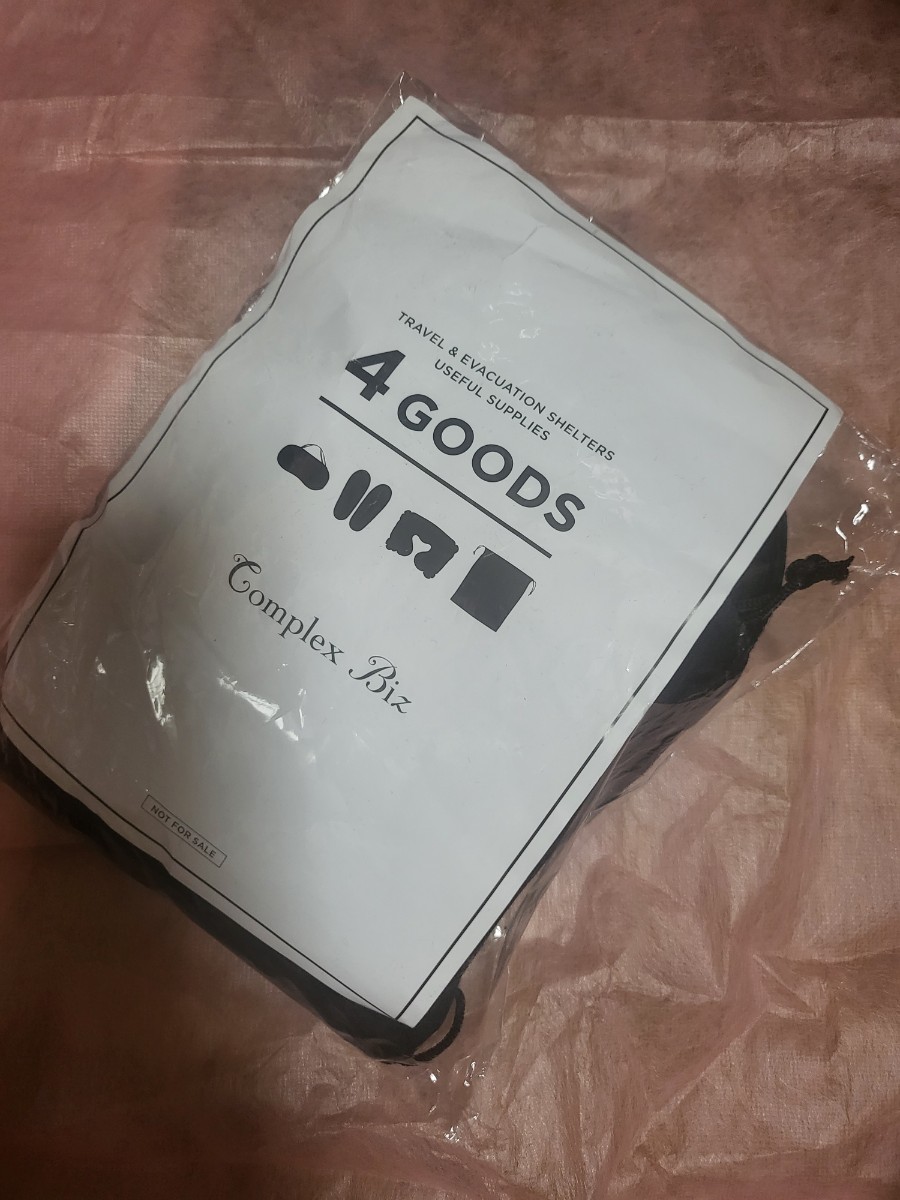 TRAVEL & EVACUATION SHELTERS
USEFUL SUPPLIES
4 GOODS
Complex Biz
NOT FOR SALE